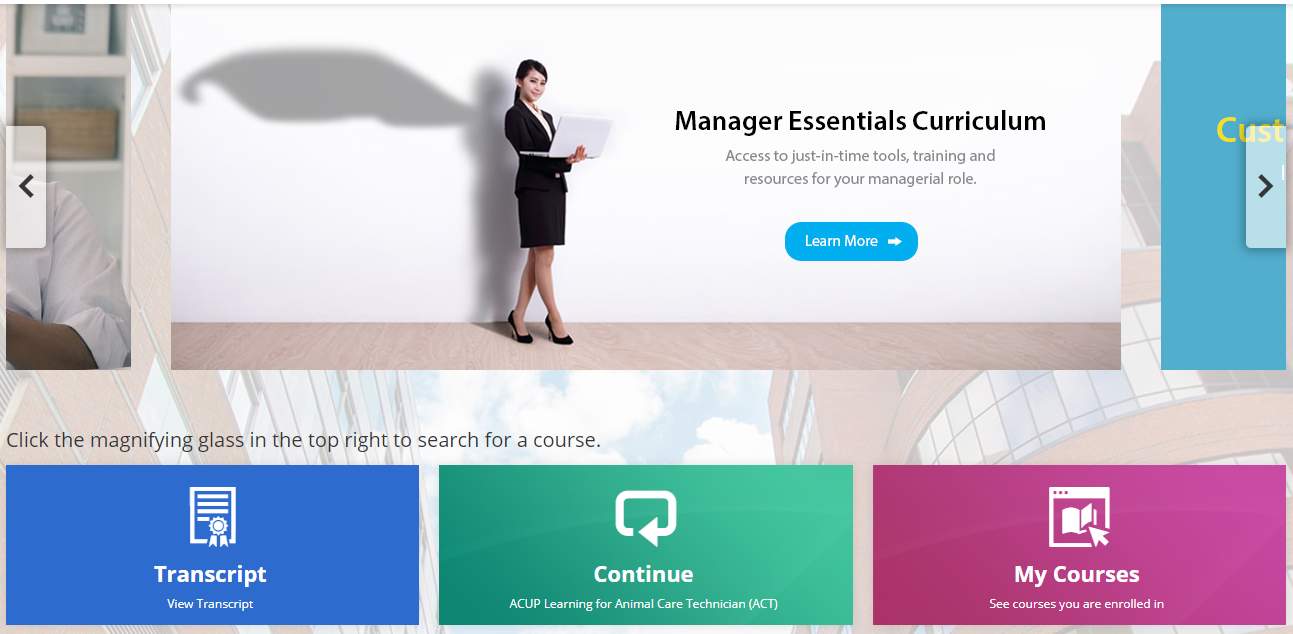 Manager Essentials Curriculum
Access to just-in-time tools, training and
resources for your managerial role.
Learn More
Cust
Click the magnifying glass in the top right to search for a course.
Transcript
View Transcript
Continue
ACUP Learning for Animal Care Technician (ACT)
My Courses
See courses you are enrolled in